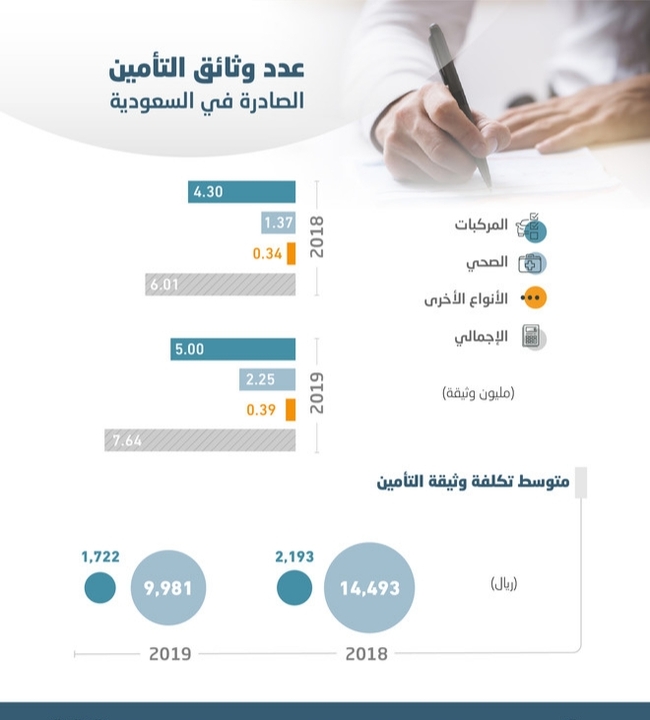 عدد وثائق التأمين
الصادرة في السعودية
المركبات
الصحي
الأنواع الأخرى
الإجمالي
(مليون وثيقة)
2018
4.30
1.37
0.34
6.01
2019
5.00
2.25
0.39
7.64
متوسط تكلفة وثيقة التأمين
(ريال)
2,193
14,493
2018
1,722
9,981
2019